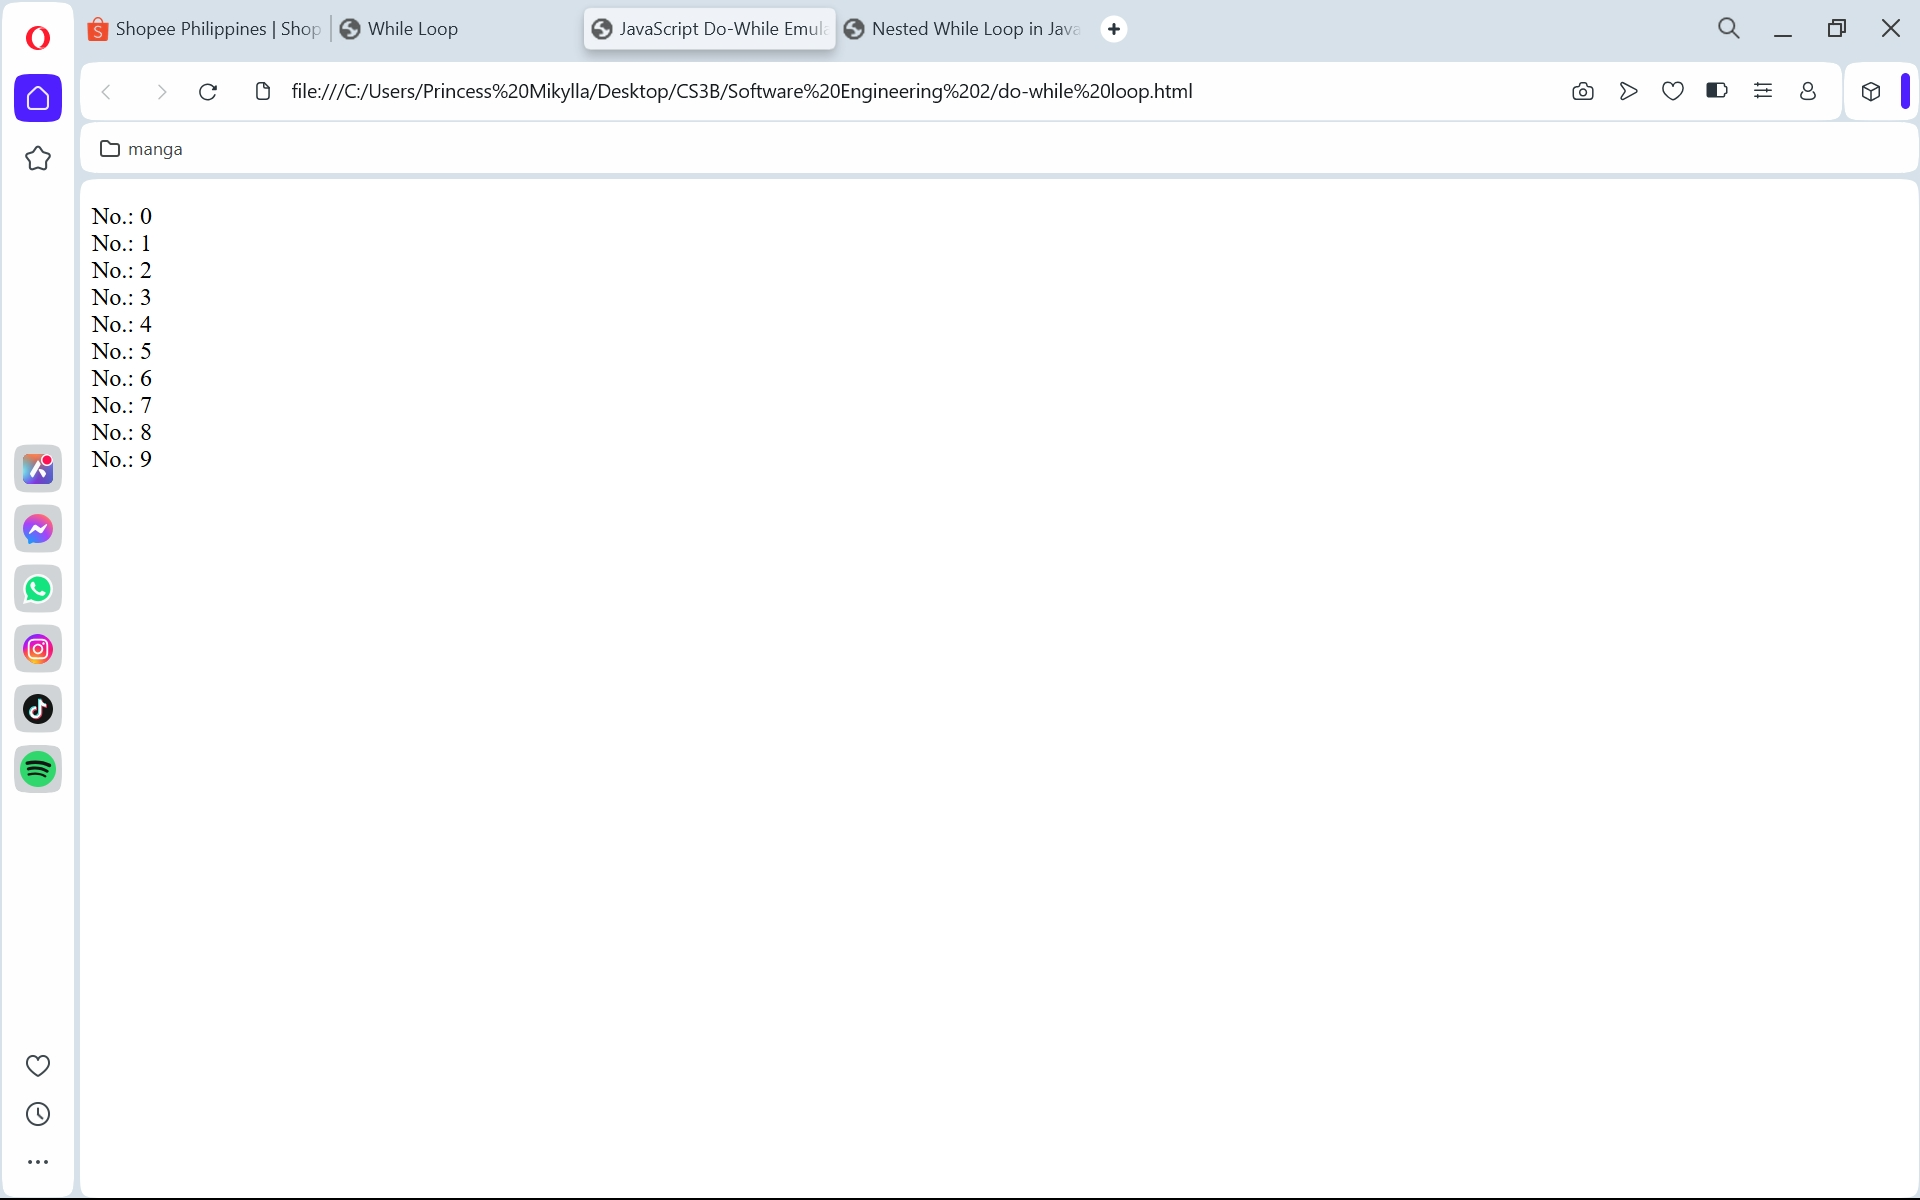 Shopee Philippines | Shop
While Loop
JavaScript Do-While Emula
Nested While Loop in Java
file:///C:/Users/Princess%20Mikylla/Desktop/CS3B/Software%20Engineering%202/do-while%20loop.html
manga
No.: 0
No.: 1
No.: 2
No.: 3
No.: 4
No.: 5
No.: 6
No.: 7
No.: 8
No.: 9